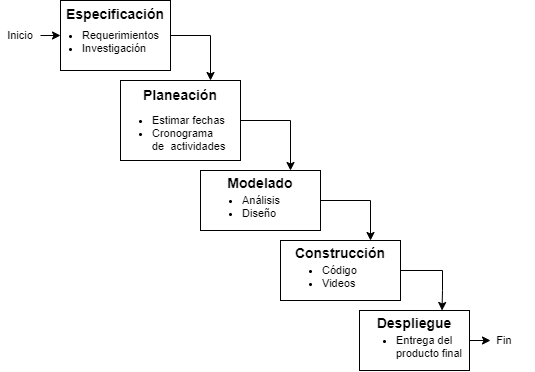 Especificación
Inicio
• Requerimientos
• Investigación
Planeación
• Estimar fechas
• Cronograma
de actividades
Modelado
• Análisis
• Diseño
Construcción
• Código
• Videos
Despliegue
• Entrega del
producto final
Fin